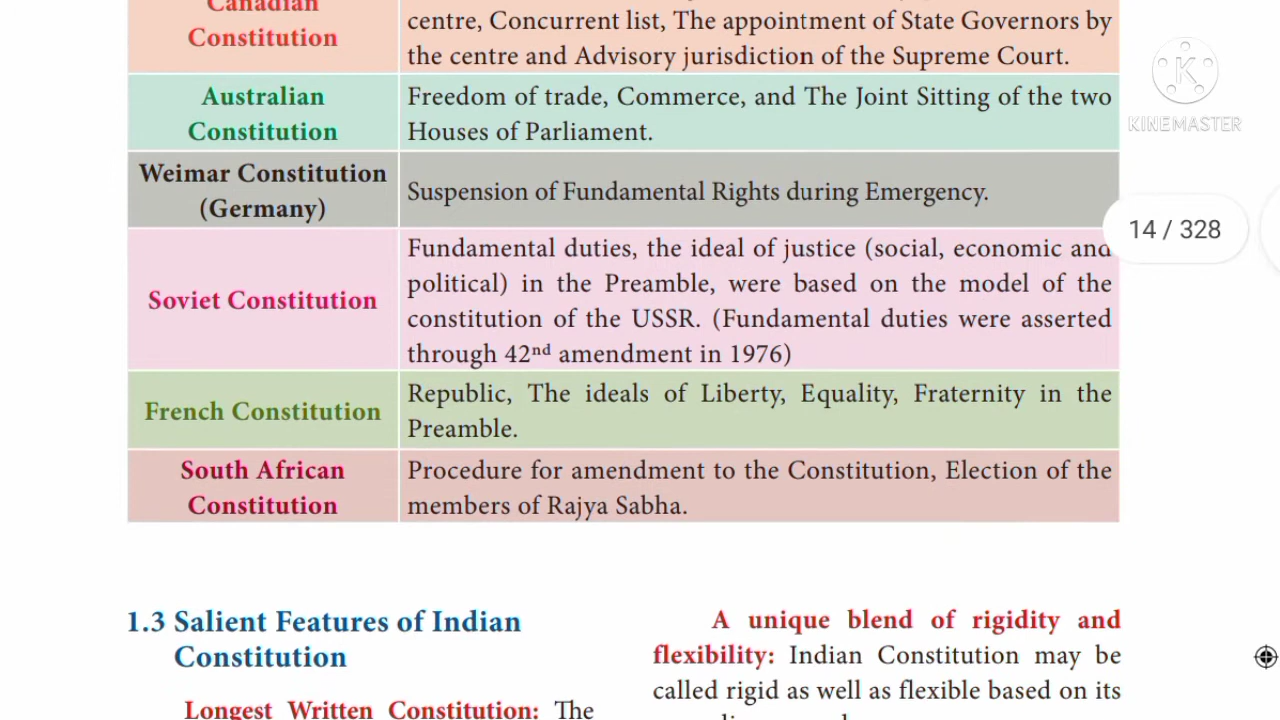 Canadian
Constitution
centre, Concurrent list, The appointment of State Governors by
the centre and Advisory jurisdiction of the Supreme Court.
Australian
Constitution
Freedom of trade, Commerce, and The Joint Sitting of the two
Houses of Parliament.
Weimar Constitution
(Germany)
Suspension of Fundamental Rights during Emergency.
Soviet Constitution
Fundamental duties, the ideal of justice (social, economic and
political) in the Preamble, were based on the model of the
constitution of the USSR. (Fundamental duties were asserted
through 42nd amendment in 1976)
French Constitution
Republic, The ideals of Liberty, Equality, Fraternity in the
Preamble.
South African
Constitution
Procedure for amendment to the Constitution, Election of the
members of Rajya Sabha.
1.3 Salient Features of Indian
Constitution
Longest Written Constitution: The
A unique blend of rigidity and
flexibility: Indian Constitution may be
called rigid as well as flexible based on its
K
KINEMASTER
14 / 328